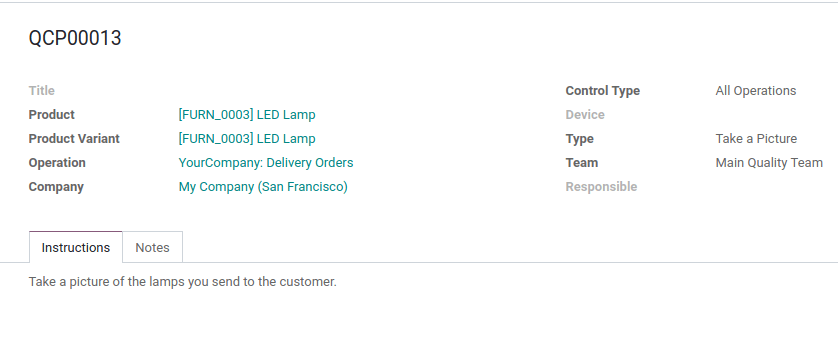 QCP00013
Title
Product [FURN_0003] LED Lamp
Product Variant [FURN_0003] LED Lamp
Operation YourCompany: Delivery Orders
Company My Company (San Francisco)
Control Type All Operations
Device
Type Take a Picture
Team Main Quality Team
Responsible
Instructions Notes
Take a picture of the lamps you send to the customer.